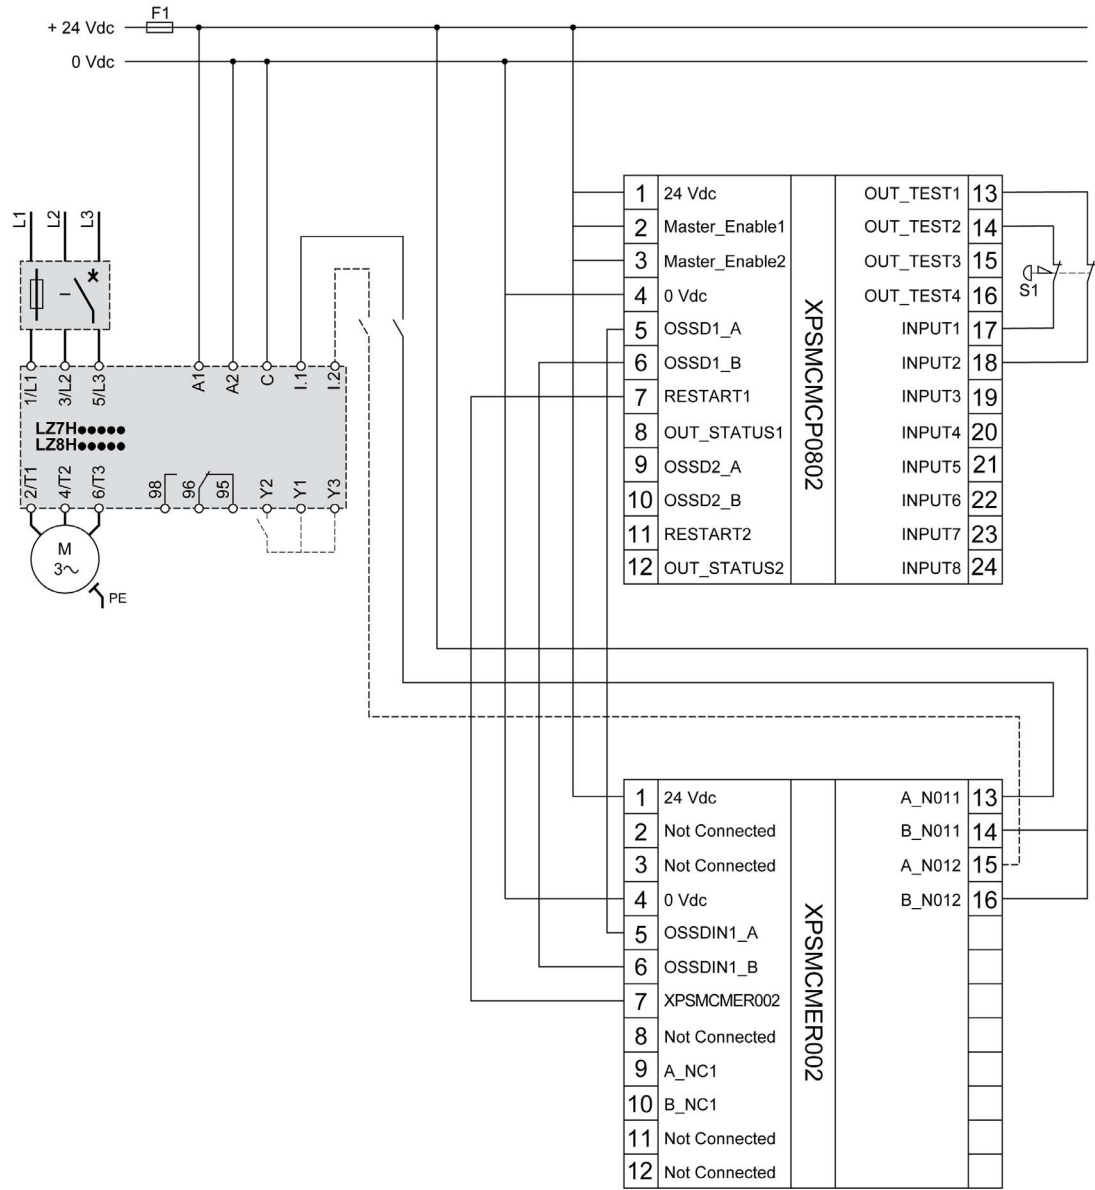 F1
+ 24 Vdc
0 Vdc
L1
L2
L3
1/L1
3/L2
5/L3
A1
A2
C
I.1
I.2
LZ7H●●●●●
LZ8H●●●●●
2/T1
4/T2
6/T3
98
96
95
Y2
Y1
Y3
M
3~
PE
XPSMCMCP0802
1 24 Vdc
2 Master_Enable1
3 Master_Enable2
4 0 Vdc
5 OSSD1_A
6 OSSD1_B
7 RESTART1
8 OUT_STATUS1
9 OSSD2_A
10 OSSD2_B
11 RESTART2
12 OUT_STATUS2
OUT_TEST1 13
OUT_TEST2 14
OUT_TEST3 15
OUT_TEST4 16
INPUT1 17
INPUT2 18
INPUT3 19
INPUT4 20
INPUT5 21
INPUT6 22
INPUT7 23
INPUT8 24
S1
XPSMCMER002
1 24 Vdc
2 Not Connected
3 Not Connected
4 0 Vdc
5 OSSDIN1_A
6 OSSDIN1_B
7 XPSMCMER002
8 Not Connected
9 A_NC1
10 B_NC1
11 Not Connected
12 Not Connected
A_N011 13
B_N011 14
A_N012 15
B_N012 16